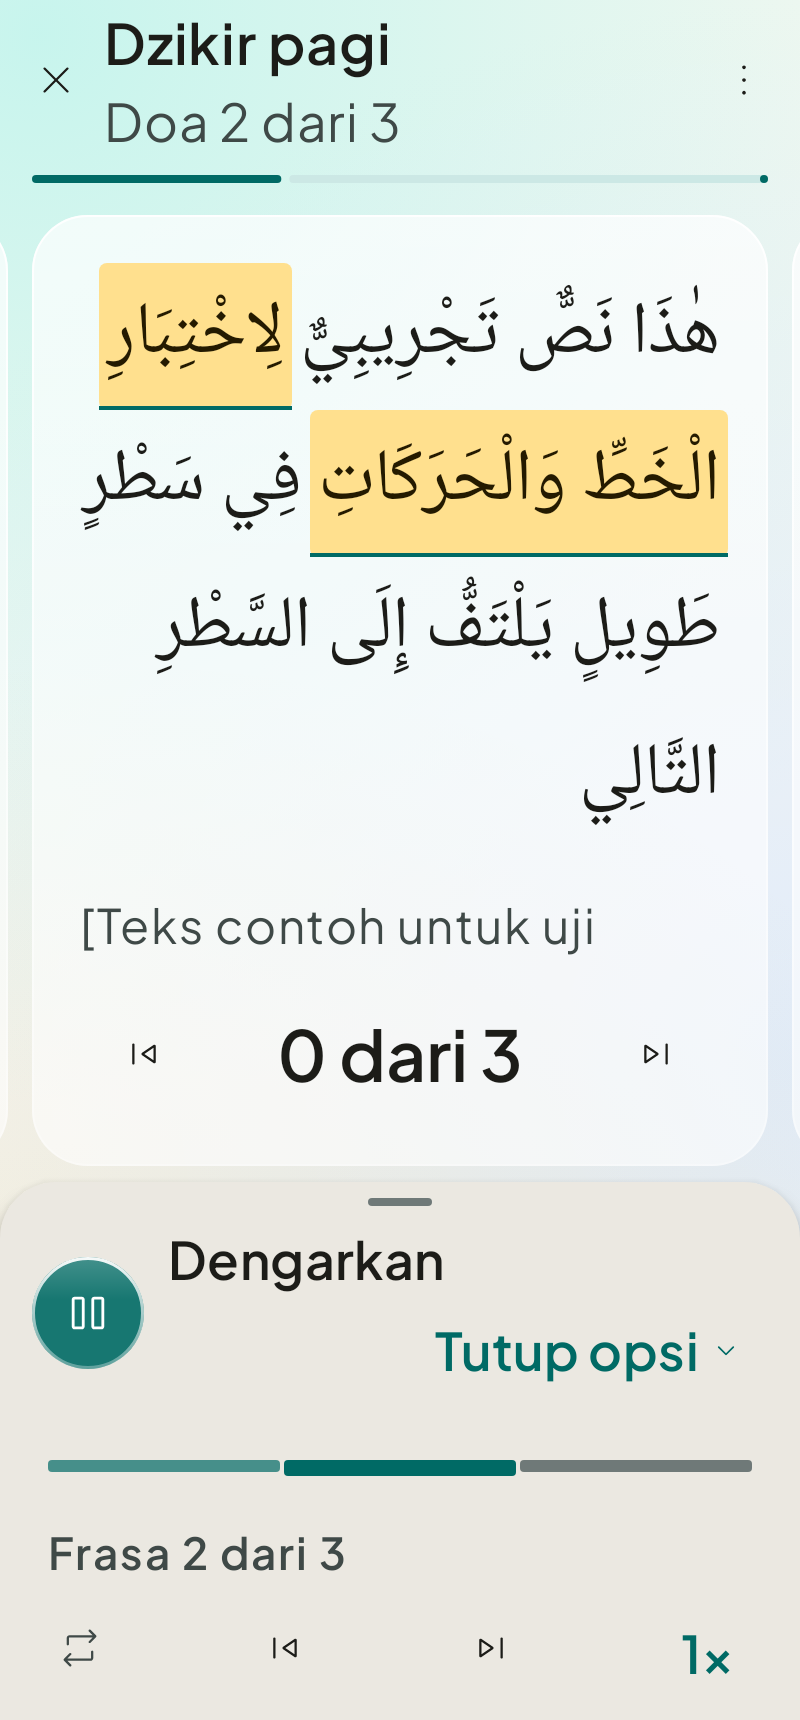 Dzikir pagi
Doa 2 dari 3
هٰذَا نَصٌّ تَجْرِيبِيٌّ لِاخْتِبَارِ
الْخَطِّ وَالْحَرَكَاتِ فِي سَطْرٍ
طَوِيلٍ يَلْتَفُّ إِلَى السَّطْرِ
التَّالِي
[Teks contoh untuk uji
0 dari 3
Dengarkan
Tutup opsi
Frasa 2 dari 3
1×